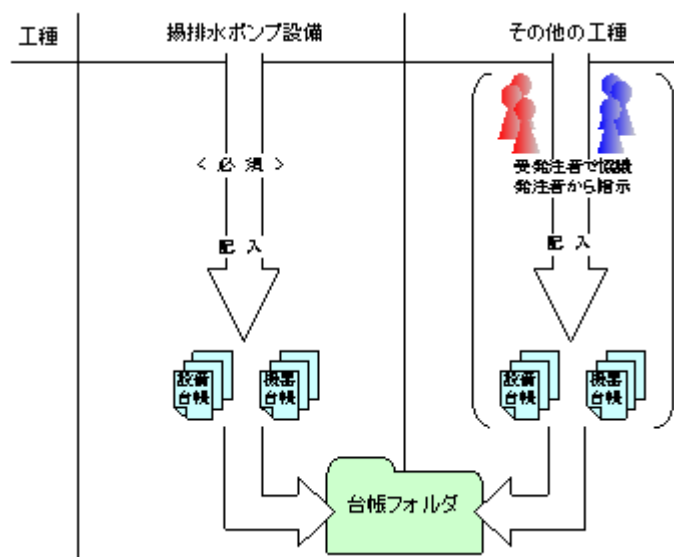 工種
揚排水ポンプ設備
その他の工種
< 必 須 >
受発注者で協議
発注者から指示
記 入
記 入
設備
台帳
機器
台帳
設備
台帳
機器
台帳
台帳フォルダ